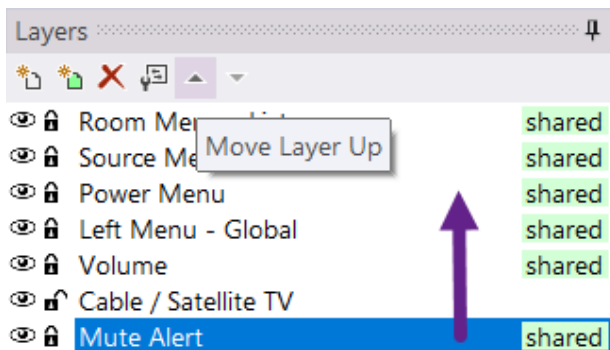 Layers
Room Me
shared
Move Layer Up
Source Me
shared
Power Menu
shared
Left Menu - Global
shared
Volume
shared
Cable / Satellite TV
Mute Alert
shared